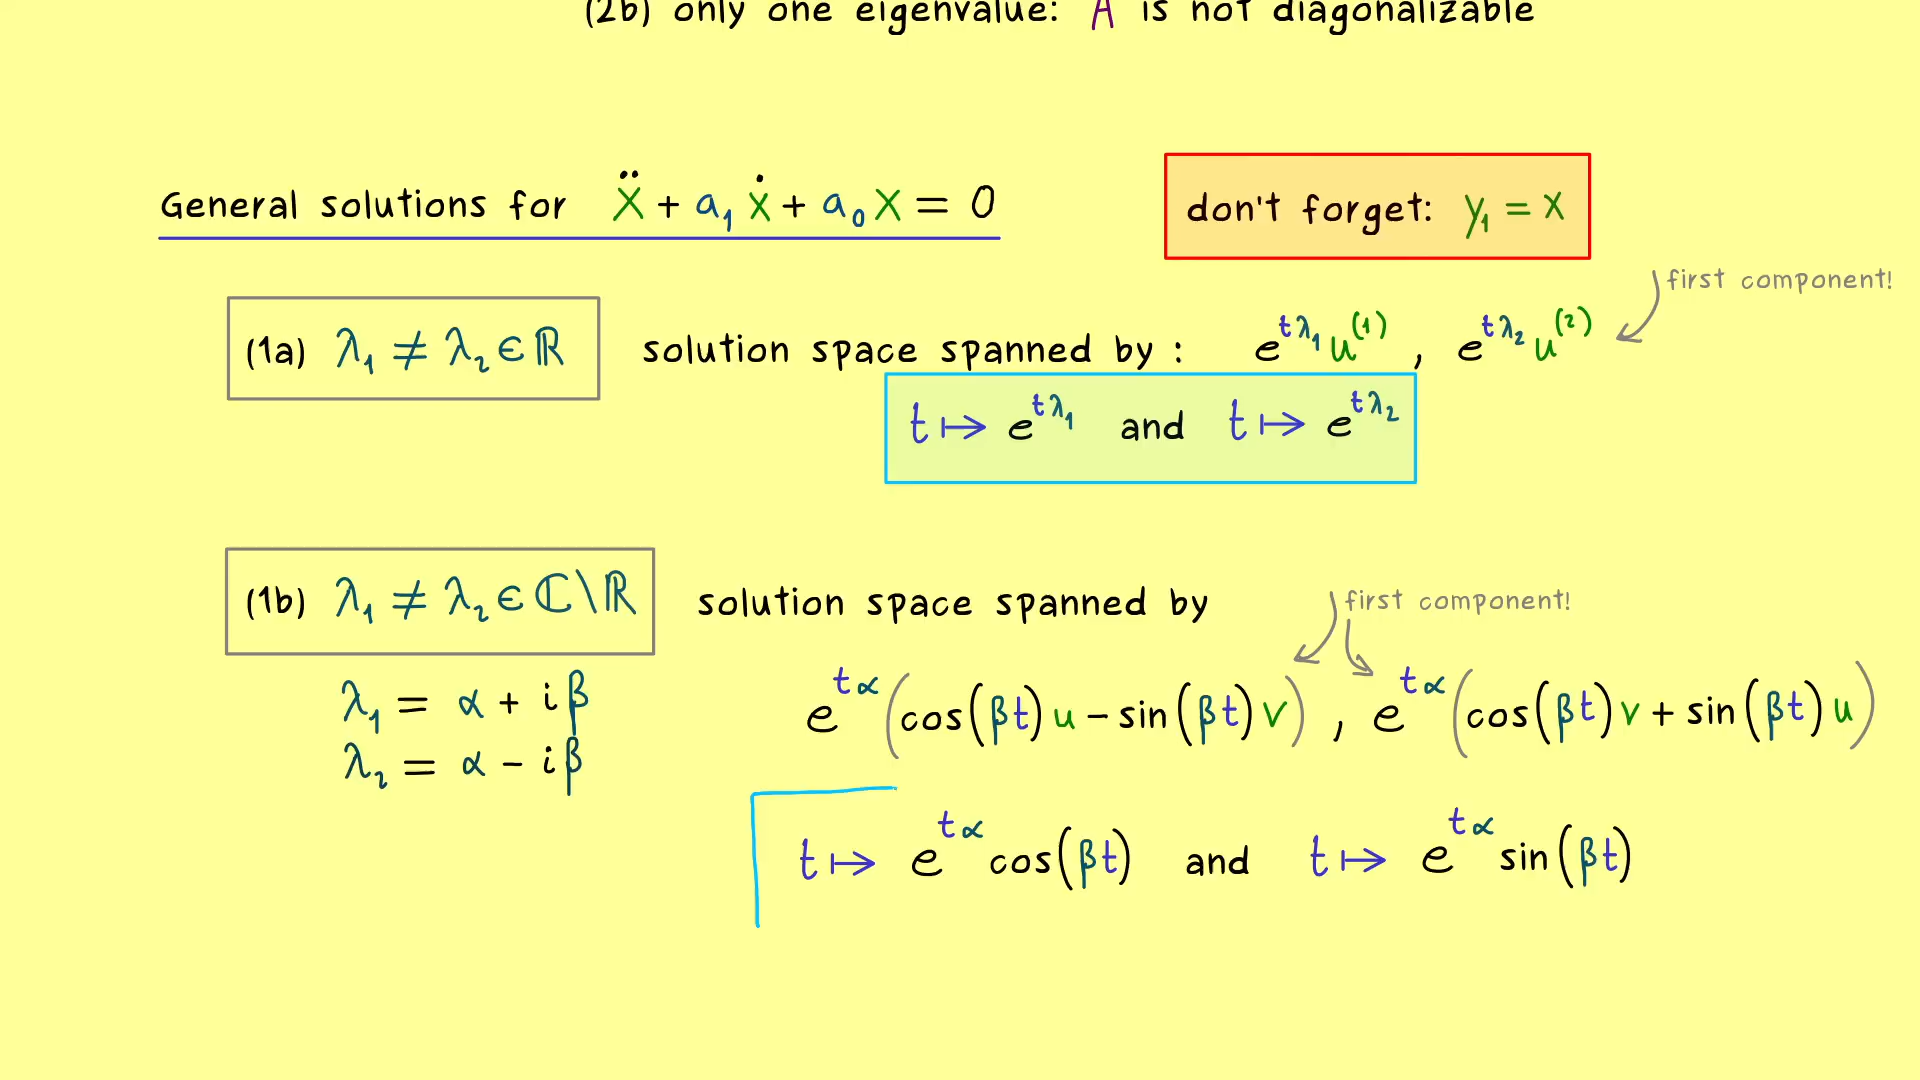 (2b) only one eigenvalue: A is not diagonalizable
General solutions for ẍ + a₁ẋ + a₀x = 0
don't forget: y₁ = x
first component!
(1a) λ₁ ≠ λ₂ ∈ ℝ solution space spanned by : e^{tλ₁} u^{(1)} , e^{tλ₂} u^{(2)}
t ↦ e^{tλ₁} and t ↦ e^{tλ₂}
(1b) λ₁ ≠ λ₂ ∈ ℂ\ℝ solution space spanned by
first component!
λ₁ = α + iβ
λ₂ = α − iβ
e^{tα}(cos(βt)u − sin(βt)v) , e^{tα}(cos(βt)v + sin(βt)u)
t ↦ e^{tα} cos(βt) and t ↦ e^{tα} sin(βt)